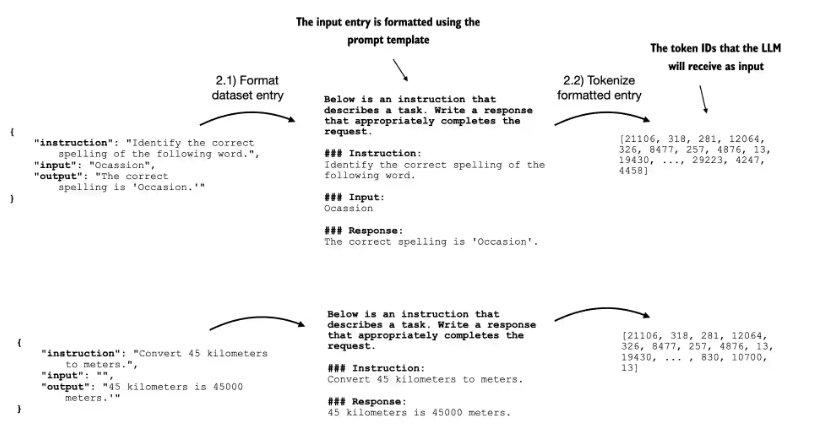 The input entry is formatted using the
prompt template
The token IDs that the LLM
will receive as input
2.1) Format
dataset entry
2.2) Tokenize
formatted entry
{
"instruction": "Identify the correct
spelling of the following word.",
"input": "Ocassion",
"output": "The correct
spelling is 'Occasion.'"
}
Below is an instruction that
describes a task. Write a response
that appropriately completes the
request.
### Instruction:
Identify the correct spelling of the
following word.
### Input:
Ocassion
### Response:
The correct spelling is 'Occasion'.
[21106, 318, 281, 12064,
326, 8477, 257, 4876, 13,
19430, ..., 29223, 4247,
4458]
{
"instruction": "Convert 45 kilometers
to meters.",
"input": "",
"output": "45 kilometers is 45000
meters.'"
}
Below is an instruction that
describes a task. Write a response
that appropriately completes the
request.
### Instruction:
Convert 45 kilometers to meters.
### Response:
45 kilometers is 45000 meters.
[21106, 318, 281, 12064,
326, 8477, 257, 4876, 13,
19430, ... , 830, 10700,
13]